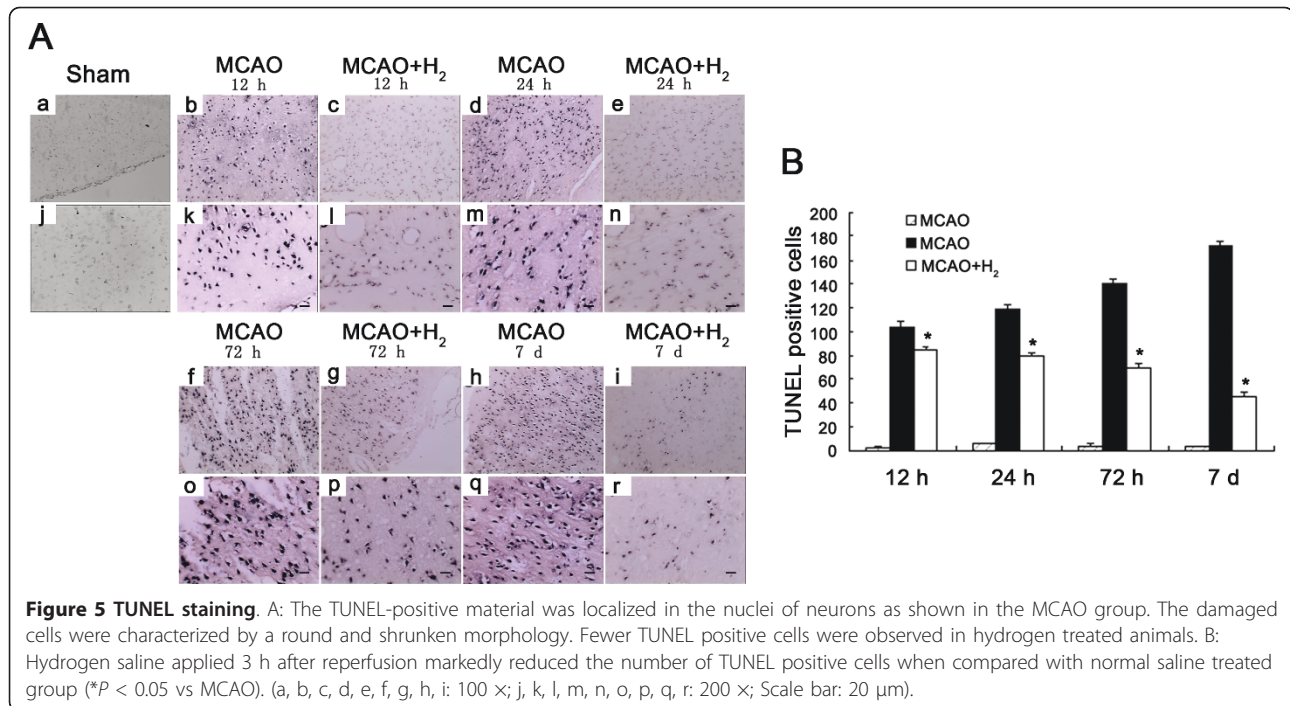 A
Sham
MCAO
12 h
MCAO+H2
12 h
MCAO
24 h
MCAO+H2
24 h
a
b
c
d
e
j
k
l
m
n
MCAO
72 h
MCAO+H2
72 h
MCAO
7 d
MCAO+H2
7 d
f
g
h
i
o
p
q
r
B
TUNEL positive cells
200
180
160
140
120
100
80
60
40
20
0
MCAO
MCAO
MCAO+H2
*
*
*
*
12 h
24 h
72 h
7 d
Figure 5 TUNEL staining. A: The TUNEL-positive material was localized in the nuclei of neurons as shown in the MCAO group. The damaged
cells were characterized by a round and shrunken morphology. Fewer TUNEL positive cells were observed in hydrogen treated animals. B:
Hydrogen saline applied 3 h after reperfusion markedly reduced the number of TUNEL positive cells when compared with normal saline treated
group (*P < 0.05 vs MCAO). (a, b, c, d, e, f, g, h, i: 100 ×; j, k, l, m, n, o, p, q, r: 200 ×; Scale bar: 20 μm).